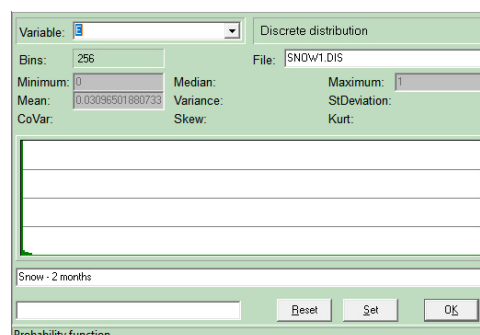 Variable: E Discrete distribution
Bins: 256 File: SNOW1.DIS
Minimum: 0 Median: Maximum: 1
Mean: 0.03096501880733 Variance: StDeviation:
CoVar: Skew: Kurt:
Snow - 2 months
Reset Set OK
Probability function